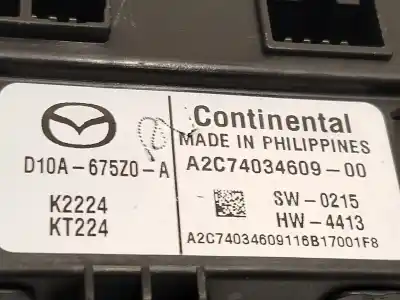 Continental
MADE IN PHILIPPINES
D10A-675Z0-A
A2C74034609-00
K2224
SW-0215
KT224
HW-4413
A2C74034609116B17001F8